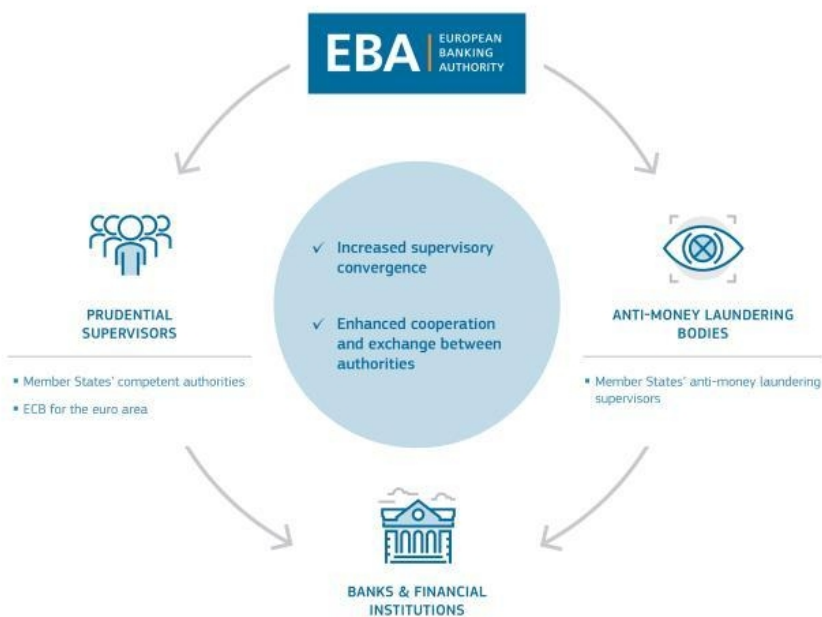 EBA
EUROPEAN
BANKING
AUTHORITY
✓ Increased supervisory
convergence
✓ Enhanced cooperation
and exchange between
authorities
PRUDENTIAL
SUPERVISORS
▪ Member States' competent authorities
▪ ECB for the euro area
ANTI-MONEY LAUNDERING
BODIES
▪ Member States' anti-money laundering
supervisors
BANKS & FINANCIAL
INSTITUTIONS